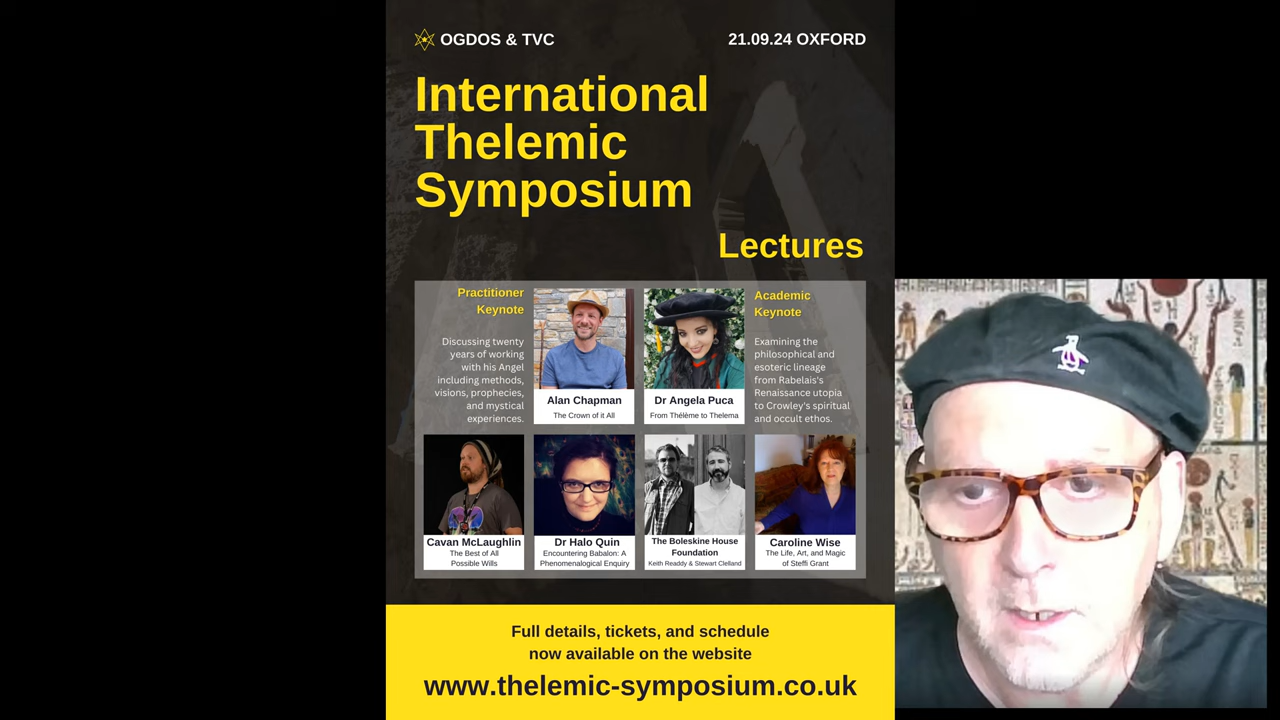 OGDOS & TVC
21.09.24 OXFORD
International
Thelemic
Symposium
Lectures
Practitioner
Keynote
Discussing twenty
years of working
with his Angel
including methods,
visions, prophecies,
and mystical
experiences.
Alan Chapman
The Crown of it All
Dr Angela Puca
From Thélème to Thelema
Academic
Keynote
Examining the
philosophical and
esoteric lineage
from Rabelais's
Renaissance utopia
to Crowley's spiritual
and occult ethos.
Cavan McLaughlin
The Best of All
Possible Wills
Dr Halo Quin
Encountering Babalon: A
Phenomenalogical Enquiry
The Boleskine House
Foundation
Keith Readdy & Stewart Clelland
Caroline Wise
The Life, Art, and Magic
of Steffi Grant
Full details, tickets, and schedule
now available on the website
www.thelemic-symposium.co.uk